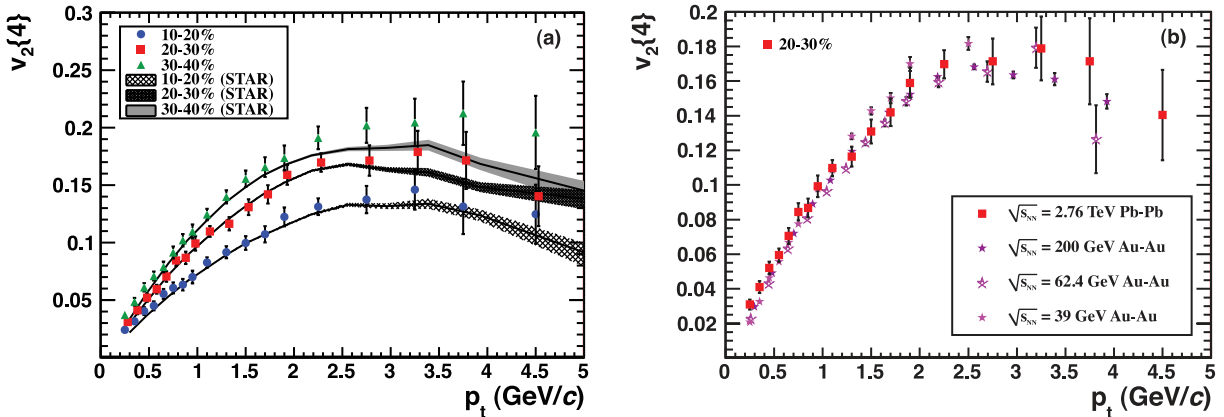 v₂{4}
0.3
0.25
0.2
0.15
0.1
0.05
(a)
10-20%
20-30%
30-40%
10-20% (STAR)
20-30% (STAR)
30-40% (STAR)
0.5 1 1.5 2 2.5 3 3.5 4 4.5 5
pₜ (GeV/c)
v₂{4}
0.2
0.18
0.16
0.14
0.12
0.1
0.08
0.06
0.04
0.02
0
20-30%
(b)
√sNN = 2.76 TeV Pb-Pb
√sNN = 200 GeV Au-Au
√sNN = 62.4 GeV Au-Au
√sNN = 39 GeV Au-Au
0 0.5 1 1.5 2 2.5 3 3.5 4 4.5 5
pₜ (GeV/c)